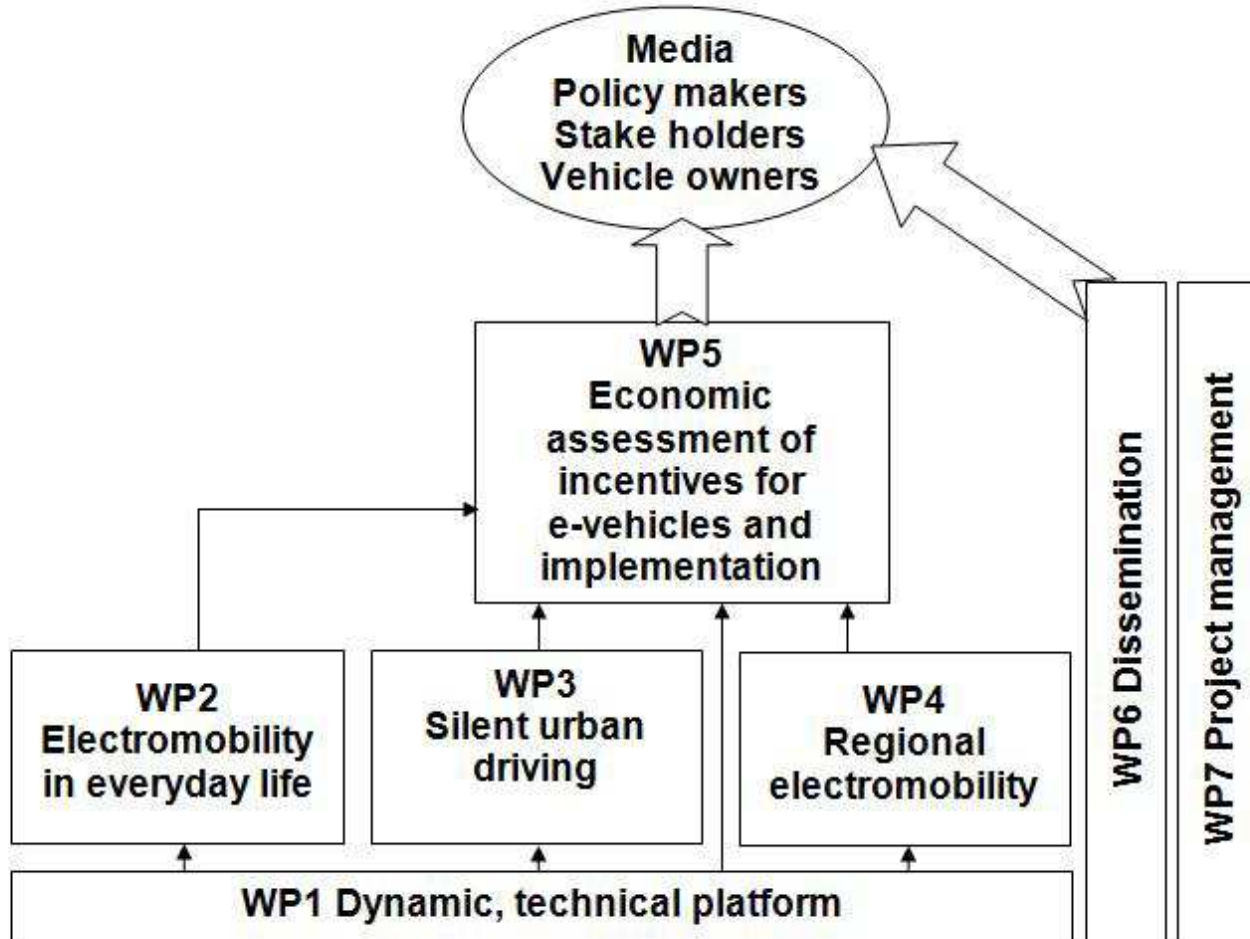 Media
Policy makers
Stake holders
Vehicle owners
WP5
Economic
assessment of
incentives for
e-vehicles and
implementation
WP2
Electromobility
in everyday life
WP3
Silent urban
driving
WP4
Regional
electromobility
WP1 Dynamic, technical platform
WP6 Dissemination
WP7 Project management